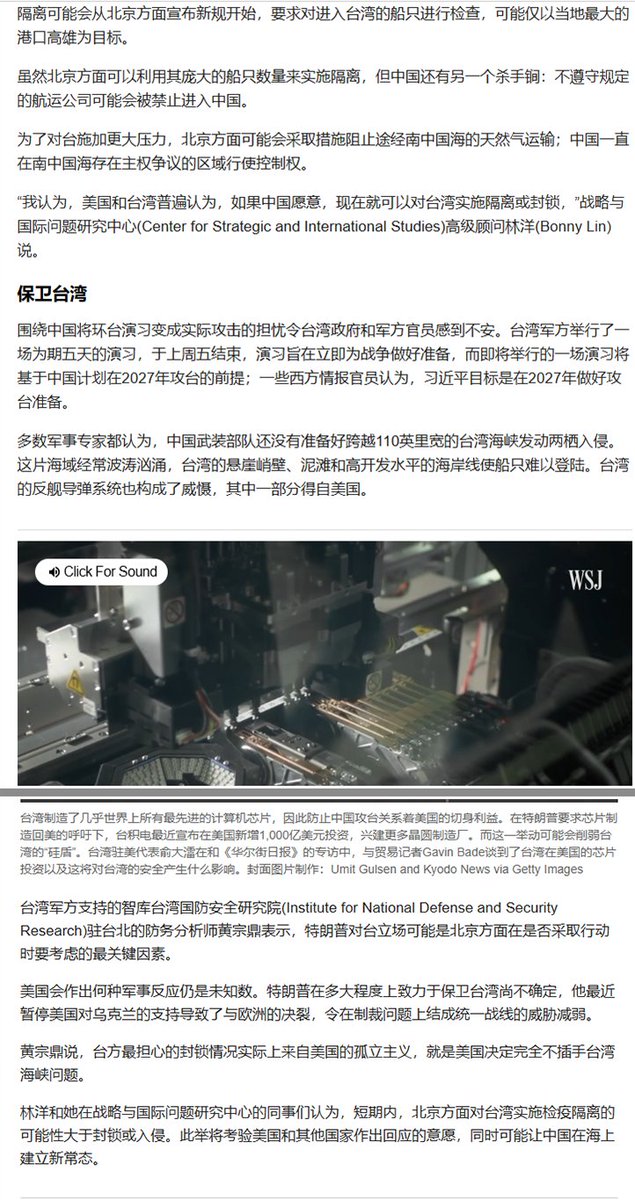 隔离可能会从北京方面宣布新规开始，要求对进入台湾的船只进行检查，可能仅以当地最大的
港口高雄为目标。
虽然北京方面可以利用其庞大的船只数量来实施隔离，但中国还有另一个杀手锏：不遵守规定
的航运公司可能会被禁止进入中国。
为了对台施加更大压力，北京方面可能会采取措施阻止途经南中国海的天然气运输；中国一直
在南中国海存在主权争议的区域行使控制权。
“我认为，美国和台湾普遍认为，如果中国愿意，现在就可以对台湾实施隔离或封锁，”战略与
国际问题研究中心(Center for Strategic and International Studies)高级顾问林洋(Bonny Lin)
说。
保卫台湾
围绕中国将环台演习变成实际攻击的担忧令台湾政府和军方官员感到不安。台湾军方举行了一
场为期五天的演习，于上周五结束，演习旨在立即为战争做好准备，而即将举行的一场演习将
基于中国计划在2027年攻台的前提；一些西方情报官员认为，习近平目标是在2027年做好攻
台准备。
多数军事专家都认为，中国武装部队还没有准备好跨越110英里宽的台湾海峡发动两栖入侵。
这片海域经常波涛汹涌，台湾的悬崖峭壁、泥滩和高开发水平的海岸线使船只难以登陆。台湾
的反舰导弹系统也构成了威慑，其中一部分得自美国。
Click For Sound
WSJ
台湾制造了几乎世界上所有最先进的计算机芯片，因此防止中国攻台关系着美国的切身利益。在特朗普要求芯片制
造回美的呼吁下，台积电最近宣布在美国新增1,000亿美元投资，兴建更多晶圆制造厂。而这一举动可能会削弱台
湾的“硅盾”。台湾驻美代表俞大㵢在和《华尔街日报》的专访中，与贸易记者Gavin Bade谈到了台湾在美国的芯片
投资以及这将对台湾的安全产生什么影响。封面图片制作：Umit Gulsen and Kyodo News via Getty Images
台湾军方支持的智库台湾国防安全研究院(Institute for National Defense and Security
Research)驻台北的防务分析师黄宗鼎表示，特朗普对台立场可能是北京方面在是否采取行动
时要考虑的最关键因素。
美国会作出何种军事反应仍是未知数。特朗普在多大程度上致力于保卫台湾尚不确定，他最近
暂停美国对乌克兰的支持导致了与欧洲的决裂，令在制裁问题上结成统一战线的威胁减弱。
黄宗鼎说，台方最担心的封锁情况实际上来自美国的孤立主义，就是美国决定完全不插手台湾
海峡问题。
林洋和她在战略与国际问题研究中心的同事们认为，短期内，北京方面对台湾实施检疫隔离的
可能性大于封锁或入侵。此举将考验美国和其他国家作出回应的意愿，同时可能让中国在海上
建立新常态。